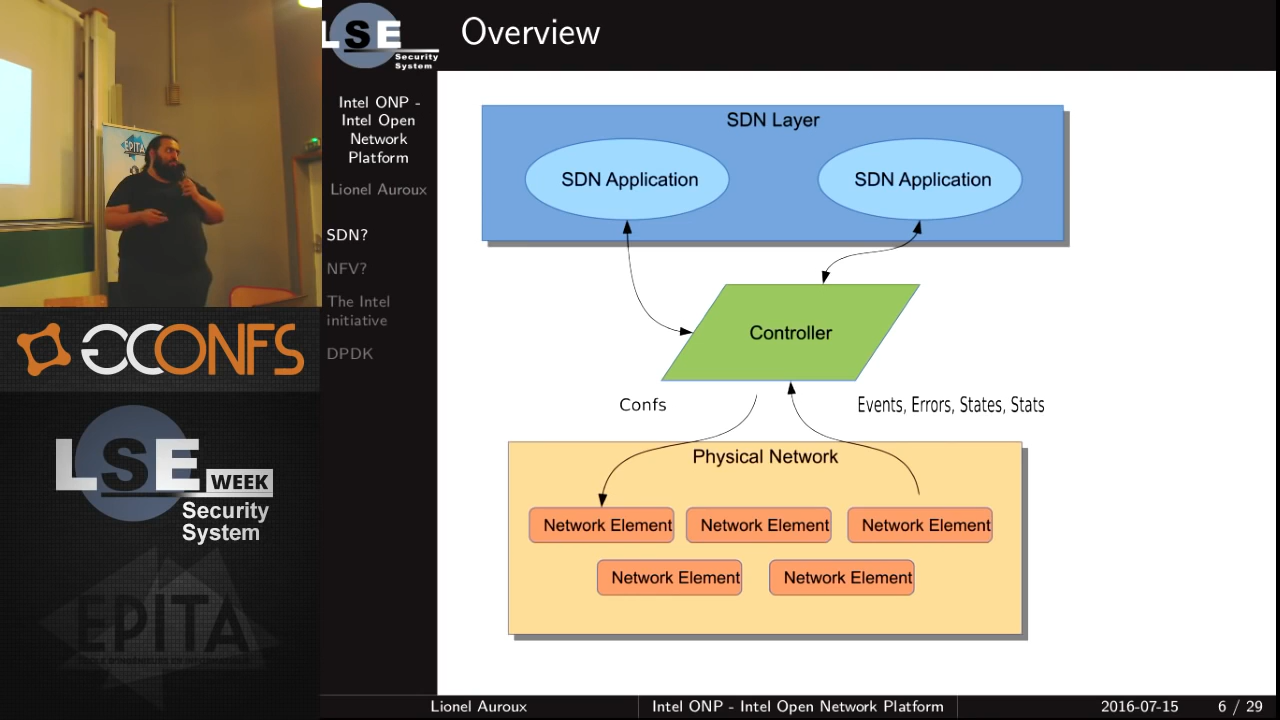 EPITA
LSE
Security
System
Overview
Intel ONP -
Intel Open
Network
Platform
Lionel Auroux
SDN?
NFV?
The Intel
initiative
DPDK
SDN Layer
SDN Application
SDN Application
Controller
Confs
Events, Errors, States, Stats
Physical Network
Network Element
Network Element
Network Element
Network Element
Network Element
GCONFS
LSE WEEK
Security
System
EPITA
Lionel Auroux
Intel ONP - Intel Open Network Platform
2016-07-15
6 / 29